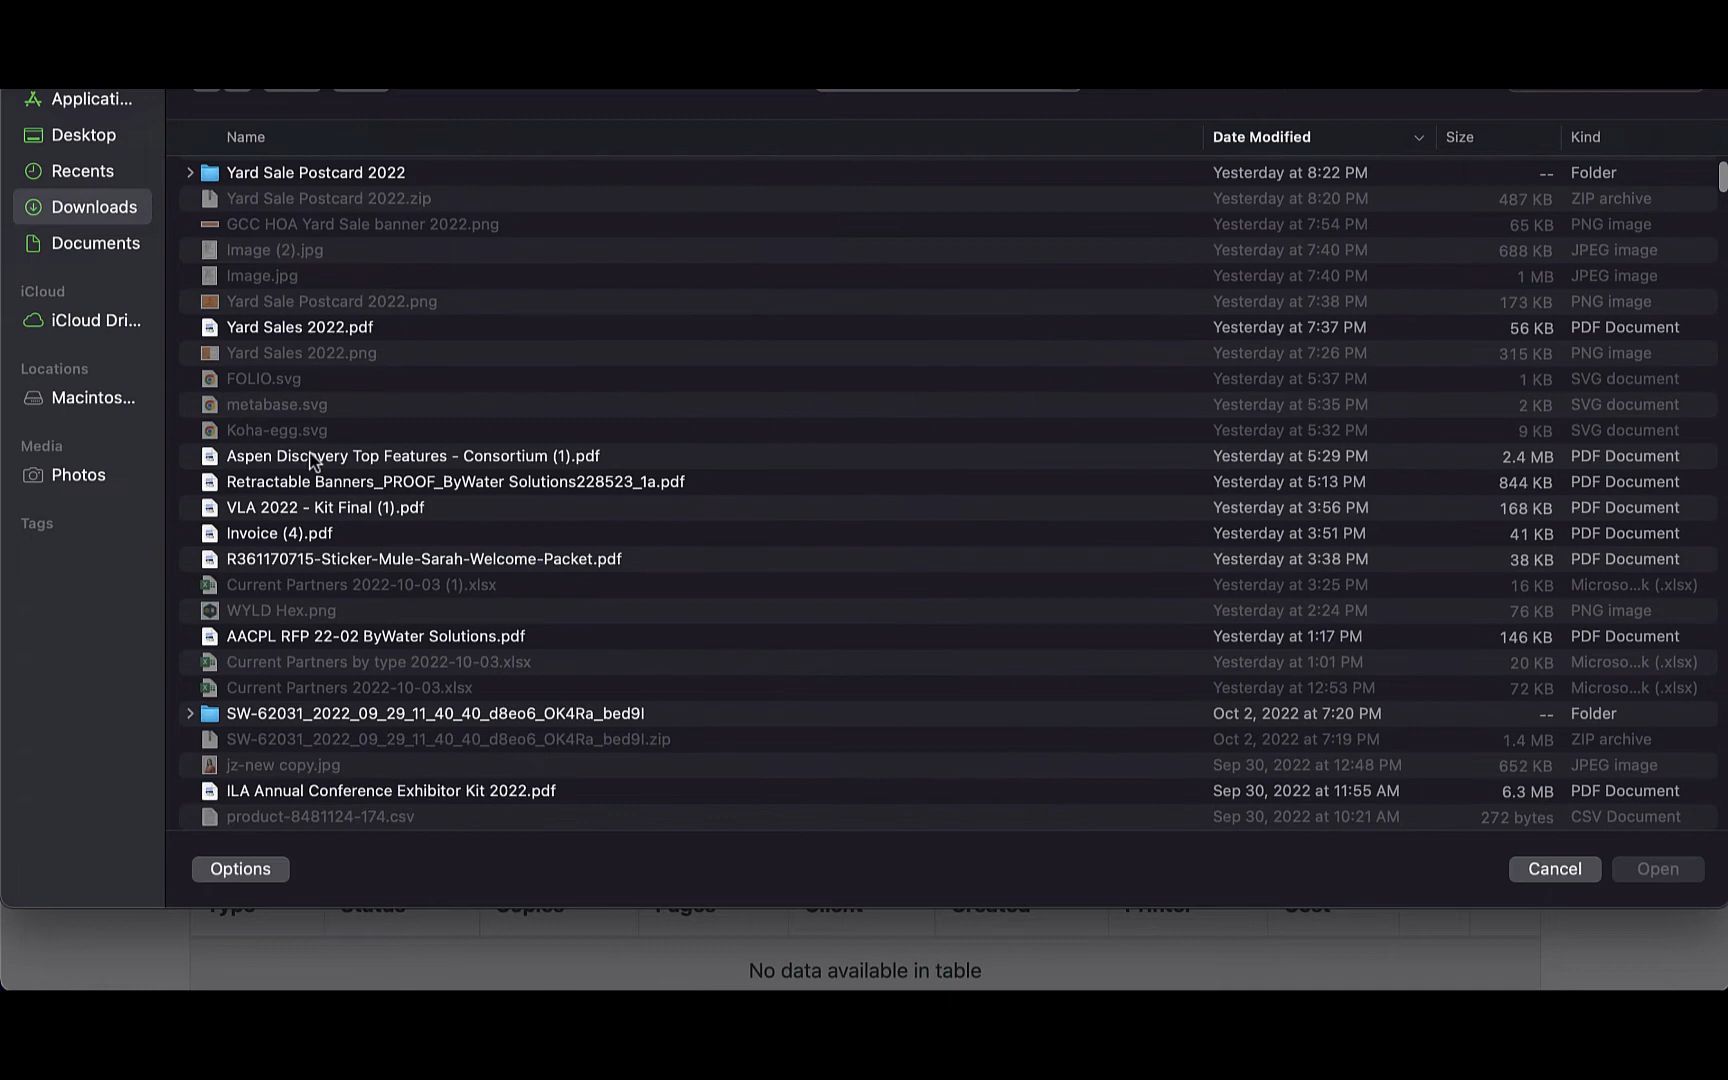 Applicati...
Desktop
Recents
Downloads
Documents
iCloud
iCloud Dri...
Locations
Macintos...
Media
Photos
Tags
Name Date Modified Size Kind
Yard Sale Postcard 2022 Yesterday at 8:22 PM -- Folder
Yard Sale Postcard 2022.zip Yesterday at 8:20 PM 487 KB ZIP archive
GCC HOA Yard Sale banner 2022.png Yesterday at 7:54 PM 65 KB PNG image
Image (2).jpg Yesterday at 7:40 PM 688 KB JPEG image
Image.jpg Yesterday at 7:40 PM 1 MB JPEG image
Yard Sale Postcard 2022.png Yesterday at 7:38 PM 173 KB PNG image
Yard Sales 2022.pdf Yesterday at 7:37 PM 56 KB PDF Document
Yard Sales 2022.png Yesterday at 7:26 PM 315 KB PNG image
FOLIO.svg Yesterday at 5:37 PM 1 KB SVG document
metabase.svg Yesterday at 5:35 PM 2 KB SVG document
Koha-egg.svg Yesterday at 5:32 PM 9 KB SVG document
Aspen Discovery Top Features - Consortium (1).pdf Yesterday at 5:29 PM 2.4 MB PDF Document
Retractable Banners_PROOF_ByWater Solutions228523_1a.pdf Yesterday at 5:13 PM 844 KB PDF Document
VLA 2022 - Kit Final (1).pdf Yesterday at 3:56 PM 168 KB PDF Document
Invoice (4).pdf Yesterday at 3:51 PM 41 KB PDF Document
R361170715-Sticker-Mule-Sarah-Welcome-Packet.pdf Yesterday at 3:38 PM 38 KB PDF Document
Current Partners 2022-10-03 (1).xlsx Yesterday at 3:25 PM 16 KB Microso...k (.xlsx)
WYLD Hex.png Yesterday at 2:24 PM 76 KB PNG image
AACPL RFP 22-02 ByWater Solutions.pdf Yesterday at 1:17 PM 146 KB PDF Document
Current Partners by type 2022-10-03.xlsx Yesterday at 1:01 PM 20 KB Microso...k (.xlsx)
Current Partners 2022-10-03.xlsx Yesterday at 12:53 PM 72 KB Microso...k (.xlsx)
SW-62031_2022_09_29_11_40_40_d8eo6_OK4Ra_bed9l Oct 2, 2022 at 7:20 PM -- Folder
SW-62031_2022_09_29_11_40_40_d8eo6_OK4Ra_bed9l.zip Oct 2, 2022 at 7:19 PM 1.4 MB ZIP archive
jz-new copy.jpg Sep 30, 2022 at 12:48 PM 652 KB JPEG image
ILA Annual Conference Exhibitor Kit 2022.pdf Sep 30, 2022 at 11:55 AM 6.3 MB PDF Document
product-8481124-174.csv Sep 30, 2022 at 10:21 AM 272 bytes CSV Document
Options Cancel Open
Type Status Copies Pages Client Created Printer Cost
No data available in table